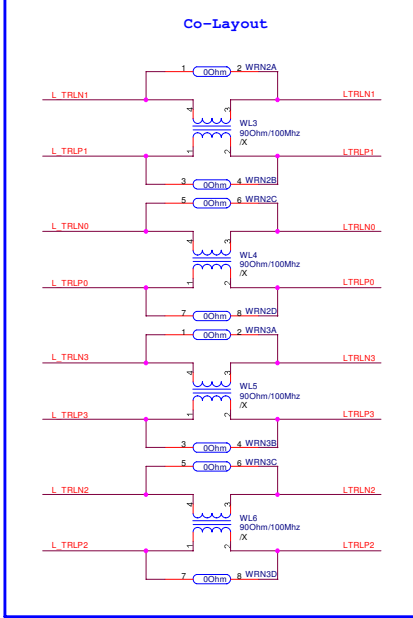 Co-Layout
1 0Ohm 2 WRN2A
L_TRLN1 LTRLN1
4 3
WL3
90Ohm/100Mhz
/X
L_TRLP1 1 2 LTRLP1
3 0Ohm 4 WRN2B
5 0Ohm 6 WRN2C
L_TRLN0 LTRLN0
4 3
WL4
90Ohm/100Mhz
/X
L_TRLP0 1 2 LTRLP0
7 0Ohm 8 WRN2D
1 0Ohm 2 WRN3A
L_TRLN3 LTRLN3
4 3
WL5
90Ohm/100Mhz
/X
L_TRLP3 1 2 LTRLP3
3 0Ohm 4 WRN3B
5 0Ohm 6 WRN3C
L_TRLN2 LTRLN2
4 3
WL6
90Ohm/100Mhz
/X
L_TRLP2 1 2 LTRLP2
7 0Ohm 8 WRN3D